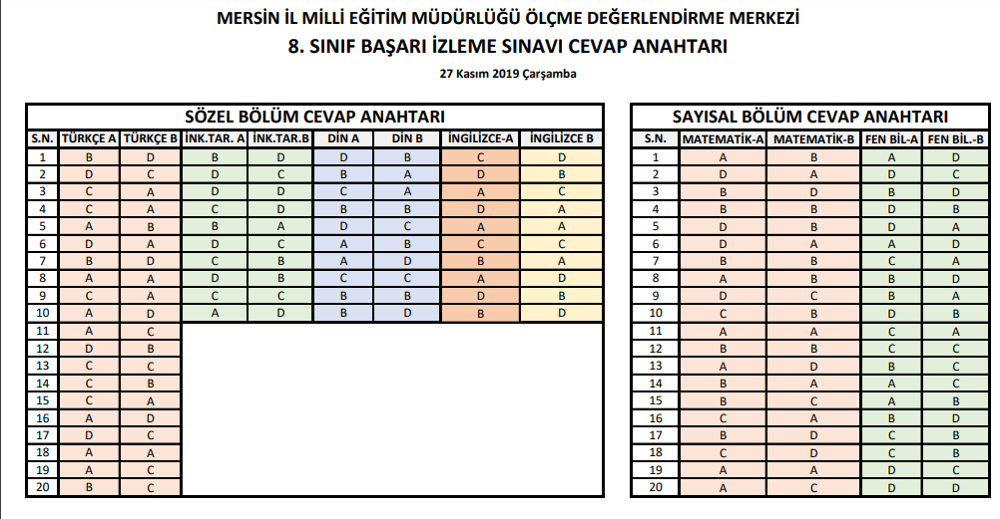 MERSİN İL MİLLİ EĞİTİM MÜDÜRLÜĞÜ ÖLÇME DEĞERLENDİRME MERKEZİ
8. SINIF BAŞARI İZLEME SINAVI CEVAP ANAHTARI
27 Kasım 2019 Çarşamba
SÖZEL BÖLÜM CEVAP ANAHTARI
S.N. TÜRKÇE A TÜRKÇE B İNK.TAR. A İNK.TAR.B DİN A DİN B İNGİLİZCE-A İNGİLİZCE B
1 B D B D D B C D
2 D C D C B A D B
3 C A D D C A A C
4 C A C D B B D A
5 A B B A D C A A
6 D A D C A B C C
7 B D C B A D B A
8 A A D B C C A D
9 C A C C B B D B
10 A D A D B D B D
11 A C
12 D B
13 C C
14 C B
15 C A
16 A D
17 D C
18 A A
19 A C
20 B C
SAYISAL BÖLÜM CEVAP ANAHTARI
S.N. MATEMATİK-A MATEMATİK-B FEN BİL-A FEN BİL.-B
1 A B A D
2 D A D C
3 B D B D
4 B B D B
5 D B D A
6 D A A D
7 B B C A
8 A B B D
9 D C B A
10 C B D B
11 A A C A
12 B B C C
13 A D B C
14 B A A C
15 B C A B
16 C A B D
17 B D C B
18 C D C B
19 A A D C
20 A C D D